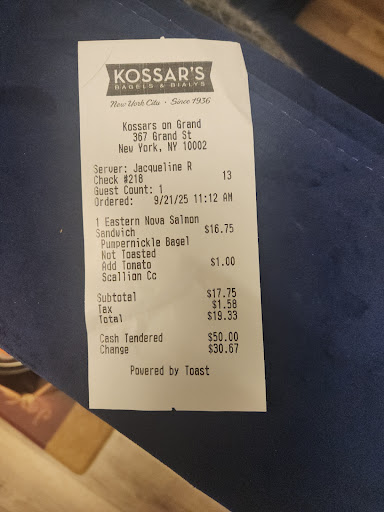 KOSSAR'S
BAGELS & BIALYS
New York City • Since 1936
Kossars on Grand
367 Grand St
New York, NY 10002
Server: Jacqueline R
Check #218 13
Guest Count: 1
Ordered: 9/21/25 11:12 AM
1 Eastern Nova Salmon
Sandwich $16.75
Pumpernickle Bagel
Not Toasted
Add Tomato $1.00
Scallion Cc
Subtotal $17.75
Tax $1.58
Total $19.33
Cash Tendered $50.00
Change $30.67
Powered by Toast